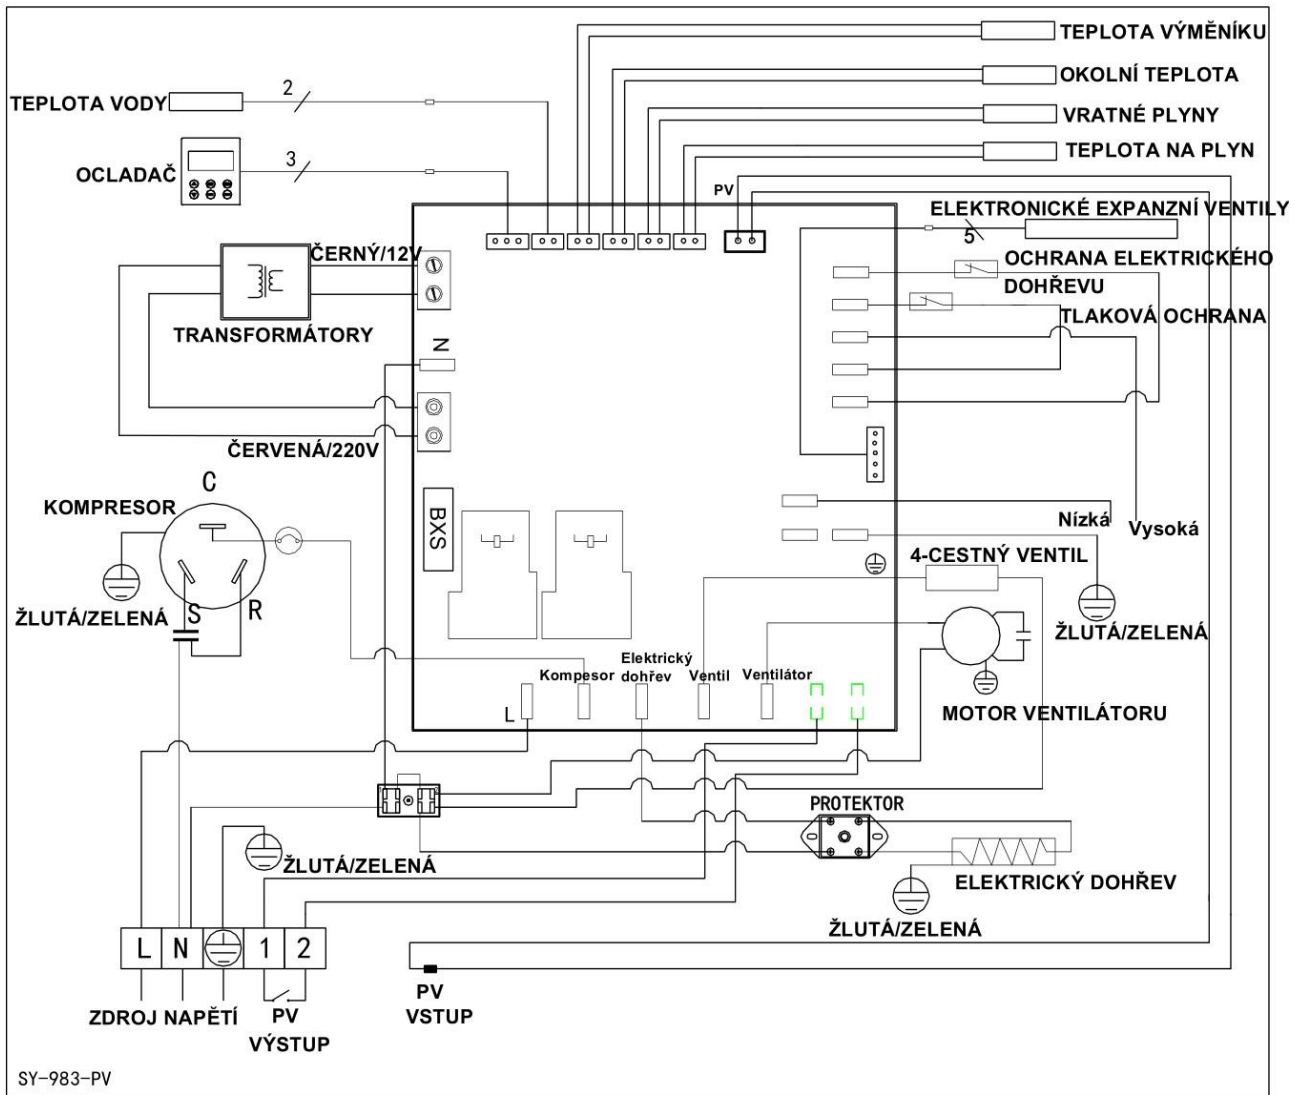 TEPLOTA VÝMĚNÍKU
OKOLNÍ TEPLOTA
TEPLOTA VODY
2
VRATNÉ PLYNY
TEPLOTA NA PLYN
OCLADAČ
3
PV
ELEKTRONICKÉ EXPANZNÍ VENTILY
5
ČERNÝ/12V
OCHRANA ELEKTRICKÉHO
DOHŘEVU
TRANSFORMÁTORY
TLAKOVÁ OCHRANA
N
ČERVENÁ/220V
C
KOMPRESOR
BXS
Nízká
Vysoká
4-CESTNÝ VENTIL
ŽLUTÁ/ZELENÁ
S
R
ŽLUTÁ/ZELENÁ
Kompesor
Elektrický
dohřev
Ventil
Ventilátor
L
MOTOR VENTILÁTORU
PROTEKTOR
ŽLUTÁ/ZELENÁ
ELEKTRICKÝ DOHŘEV
ŽLUTÁ/ZELENÁ
L N 1 2
ZDROJ NAPĚTÍ
PV
VÝSTUP
PV
VSTUP
SY-983-PV